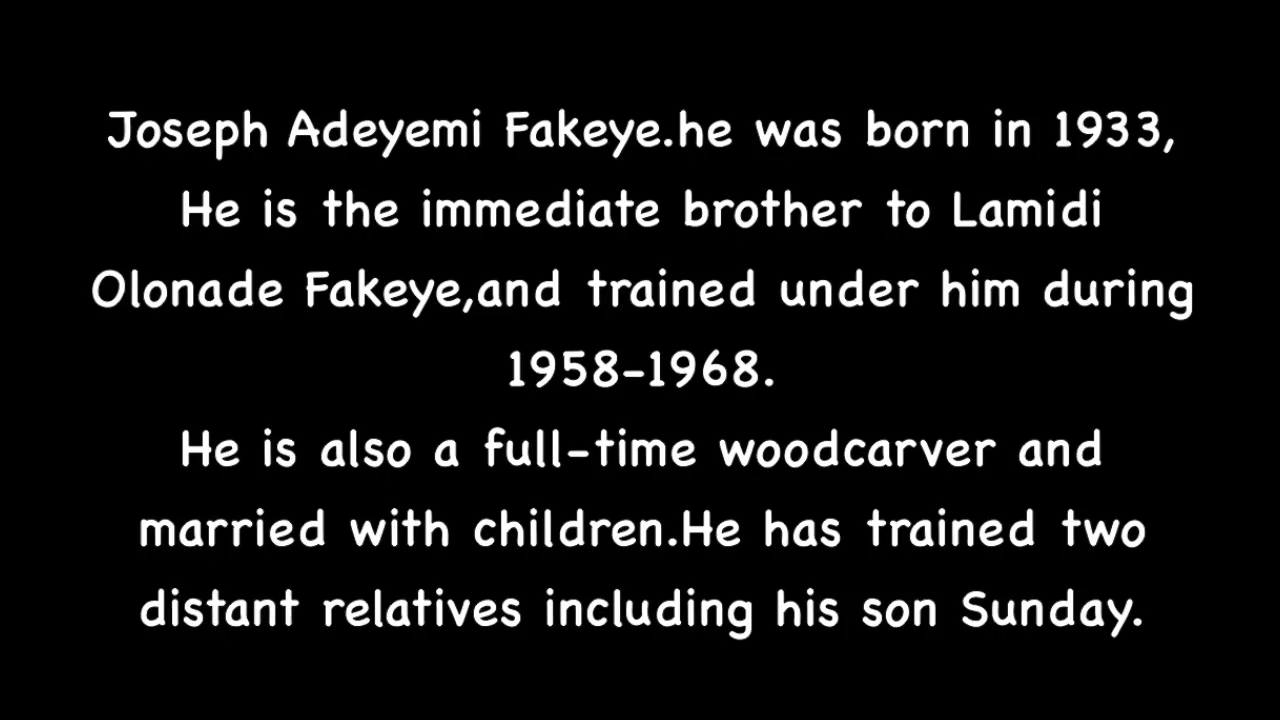 Joseph Adeyemi Fakeye.he was born in 1933,
He is the immediate brother to Lamidi
Olonade Fakeye,and trained under him during
1958-1968.
He is also a full-time woodcarver and
married with children.He has trained two
distant relatives including his son Sunday.